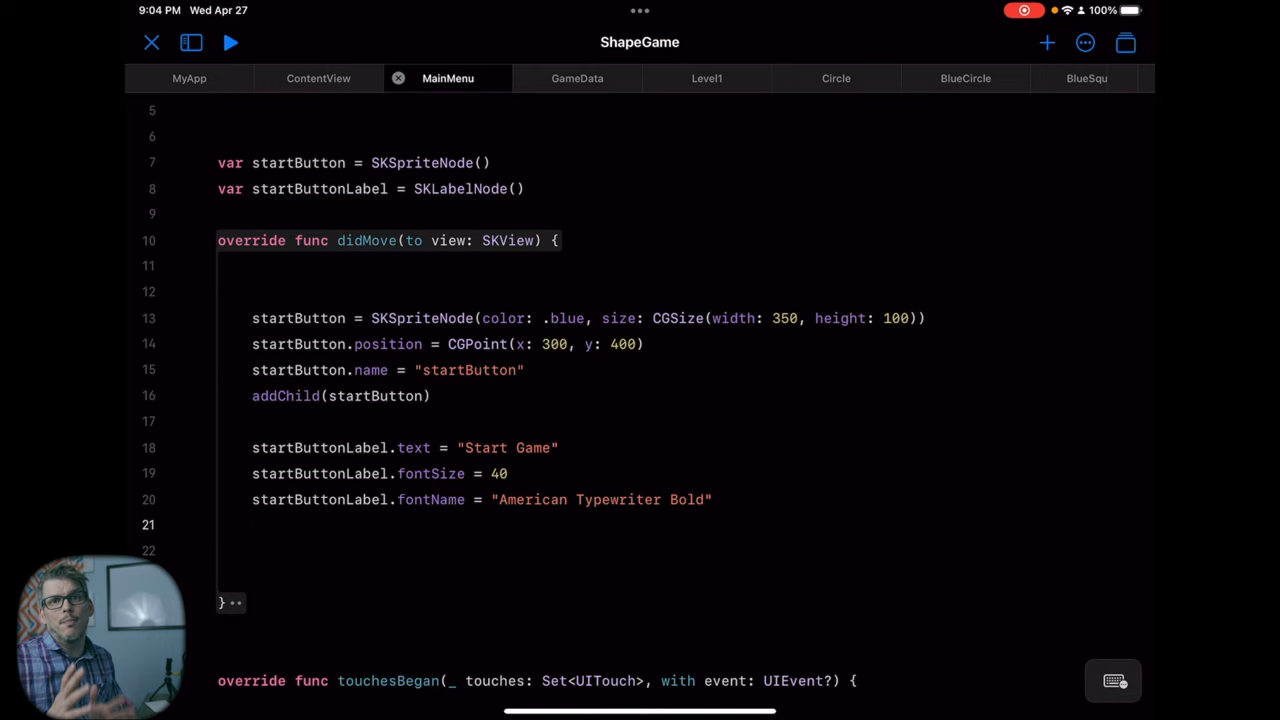 9:04 PM Wed Apr 27
100%
ShapeGame
MyApp ContentView MainMenu GameData Level1 Circle BlueCircle BlueSqu
5
6
7 var startButton = SKSpriteNode()
8 var startButtonLabel = SKLabelNode()
9
10 override func didMove(to view: SKView) {
11
12
13 startButton = SKSpriteNode(color: .blue, size: CGSize(width: 350, height: 100))
14 startButton.position = CGPoint(x: 300, y: 400)
15 startButton.name = "startButton"
16 addChild(startButton)
17
18 startButtonLabel.text = "Start Game"
19 startButtonLabel.fontSize = 40
20 startButtonLabel.fontName = "American Typewriter Bold"
21
22
}
override func touchesBegan(_ touches: Set<UITouch>, with event: UIEvent?) {